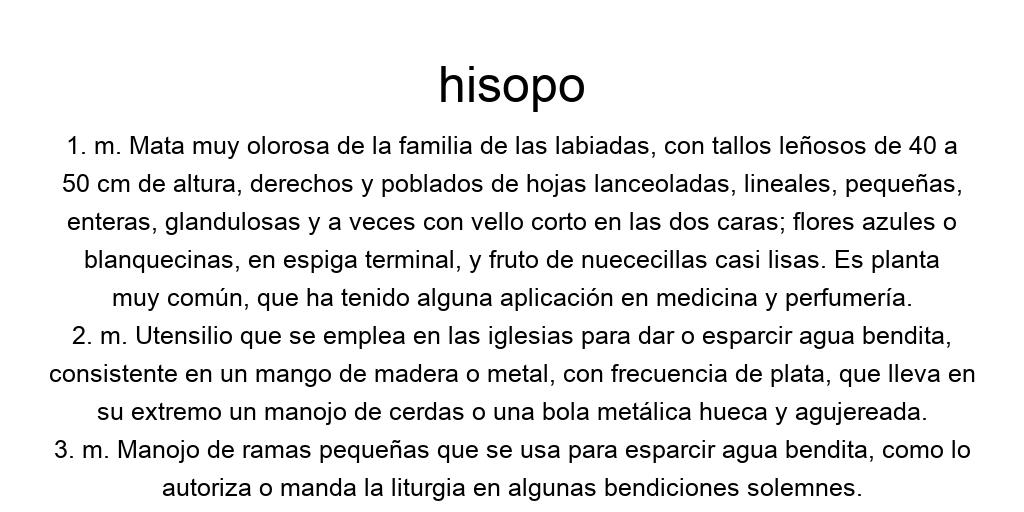 hisopo
1. m. Mata muy olorosa de la familia de las labiadas, con tallos leñosos de 40 a
50 cm de altura, derechos y poblados de hojas lanceoladas, lineales, pequeñas,
enteras, glandulosas y a veces con vello corto en las dos caras; flores azules o
blanquecinas, en espiga terminal, y fruto de nuececillas casi lisas. Es planta
muy común, que ha tenido alguna aplicación en medicina y perfumería.
2. m. Utensilio que se emplea en las iglesias para dar o esparcir agua bendita,
consistente en un mango de madera o metal, con frecuencia de plata, que lleva en
su extremo un manojo de cerdas o una bola metálica hueca y agujereada.
3. m. Manojo de ramas pequeñas que se usa para esparcir agua bendita, como lo
autoriza o manda la liturgia en algunas bendiciones solemnes.